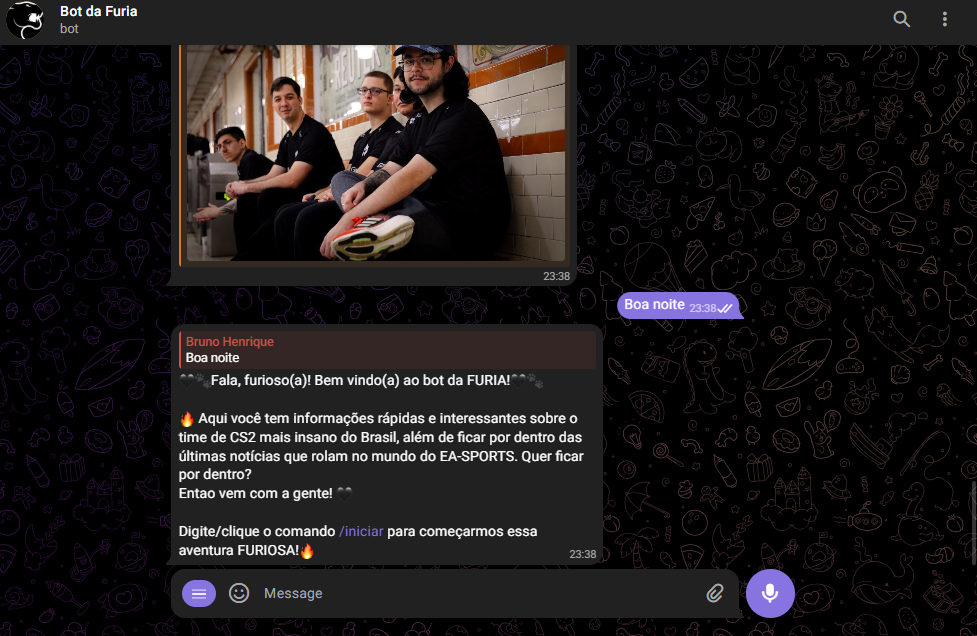 Bot da Furia
bot
23:38
Boa noite 23:38
Bruno Henrique
Boa noite
🖤🐾Fala, furioso(a)! Bem vindo(a) ao bot da FURIA!🖤🐾
🔥 Aqui você tem informações rápidas e interessantes sobre o
time de CS2 mais insano do Brasil, além de ficar por dentro das
últimas notícias que rolam no mundo do EA-SPORTS. Quer ficar
por dentro?
Entao vem com a gente! 🖤
Digite/clique o comando /iniciar para começarmos essa
aventura FURIOSA!🔥
23:38
Message